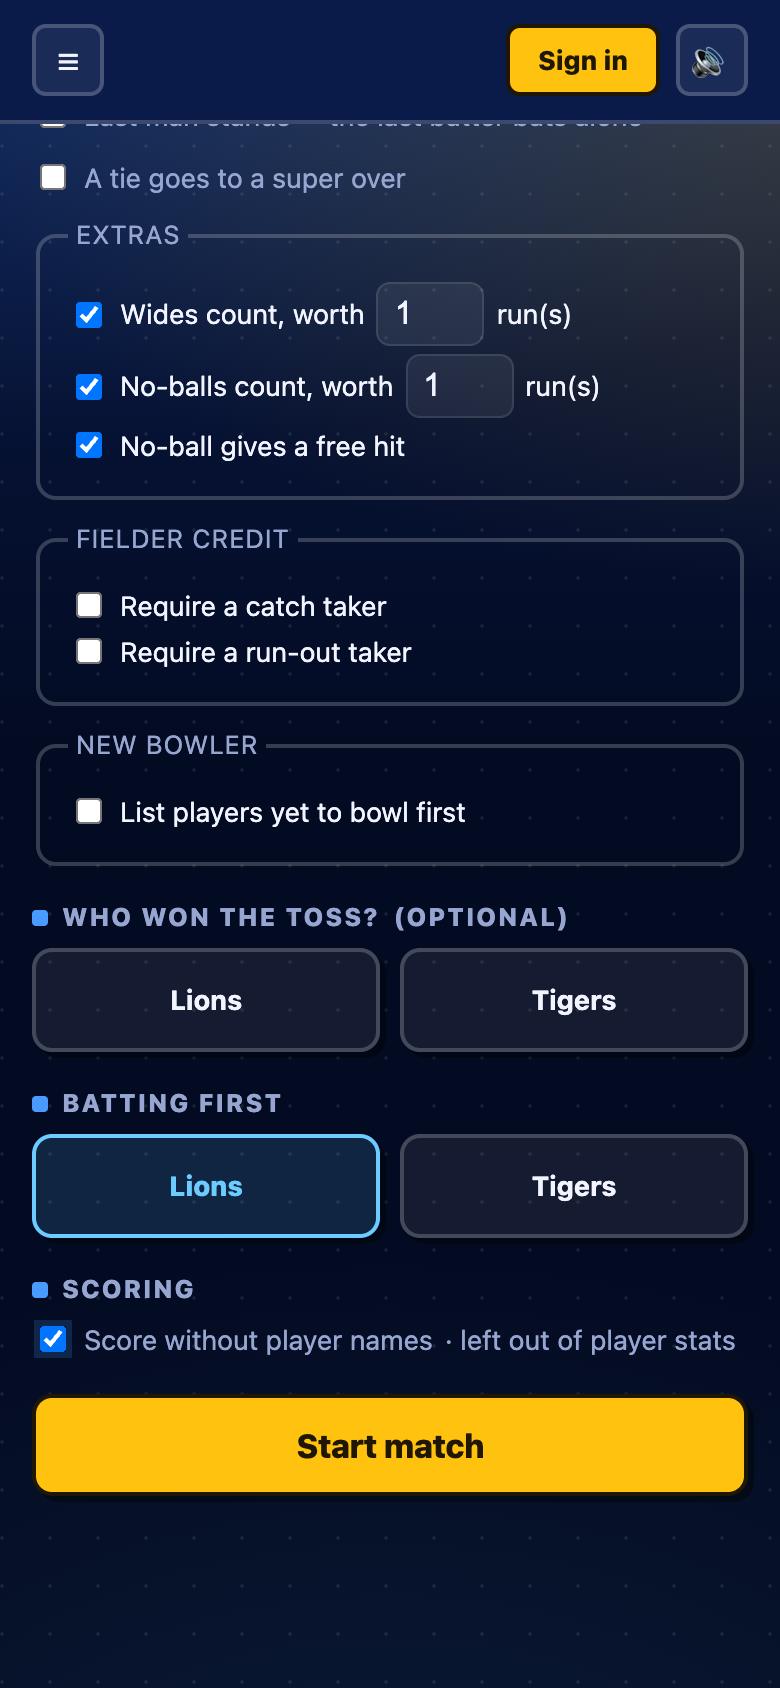 Sign in
A tie goes to a super over
EXTRAS
Wides count, worth 1 run(s)
No-balls count, worth 1 run(s)
No-ball gives a free hit
FIELDER CREDIT
Require a catch taker
Require a run-out taker
NEW BOWLER
List players yet to bowl first
WHO WON THE TOSS? (OPTIONAL)
Lions Tigers
BATTING FIRST
Lions Tigers
SCORING
Score without player names · left out of player stats
Start match